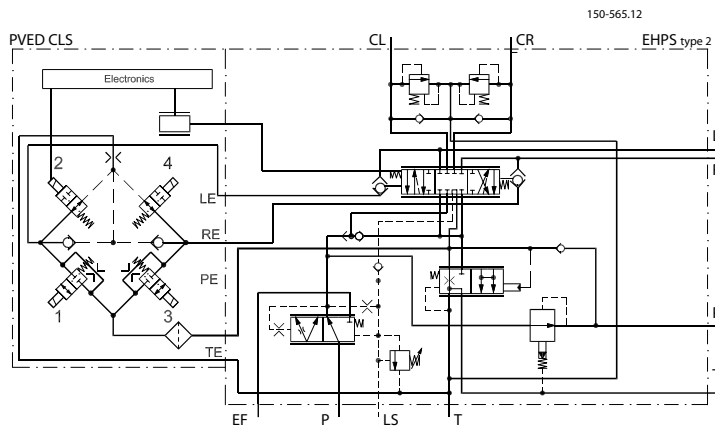 150-565.12
PVED CLS CL CR EHPS type 2
Electronics
2 4
LE
RE
PE
1 3
TE
EF P LS T